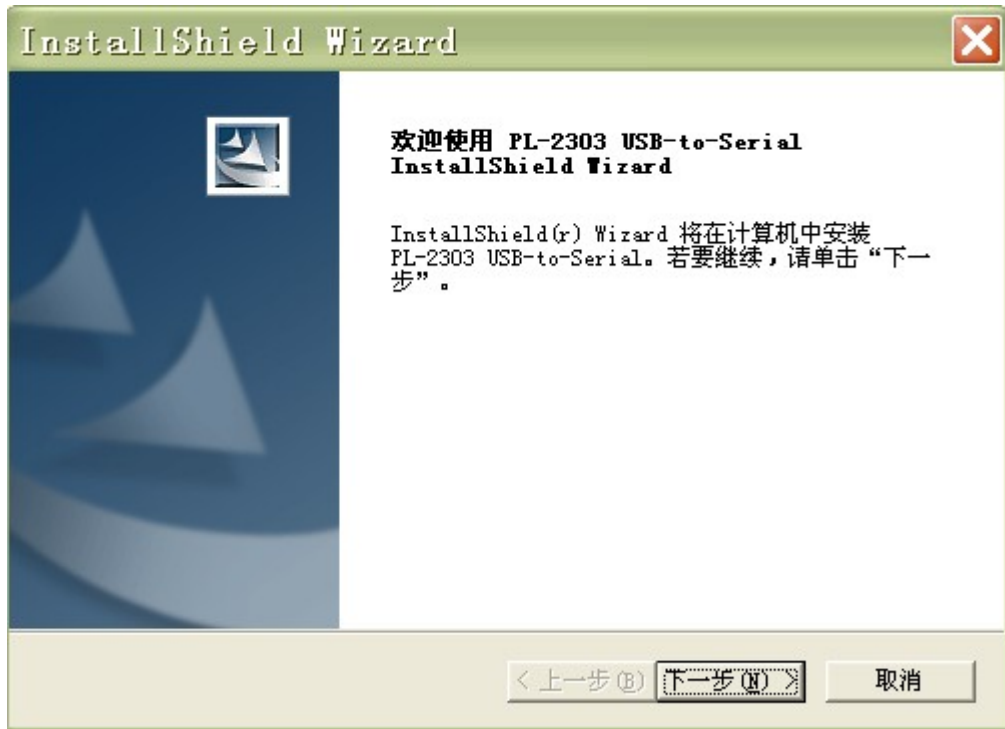 InstallShield Wizard
欢迎使用 PL-2303 USB-to-Serial
InstallShield Wizard
InstallShield(r) Wizard 将在计算机中安装
PL-2303 USB-to-Serial。若要继续，请单击“下一
步”。
< 上一步(B) 下一步(N) > 取消